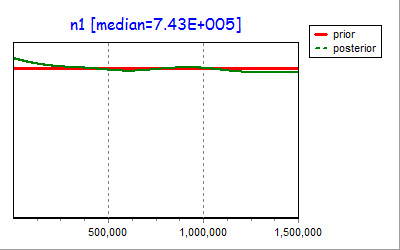 n1 [median=7.43E+005]
prior
posterior
500,000
1,000,000
1,500,000